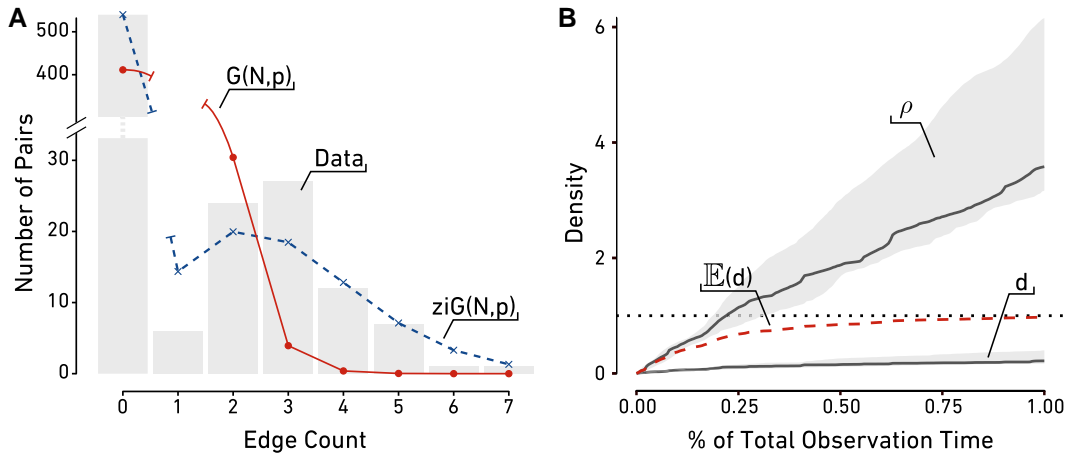 A
500
400
30
20
10
0
Number of Pairs
G(N,p)
Data
ziG(N,p)
0 1 2 3 4 5 6 7
Edge Count
B
6
4
2
0
Density
ρ
𝔼(d)
d
0.00 0.25 0.50 0.75 1.00
% of Total Observation Time